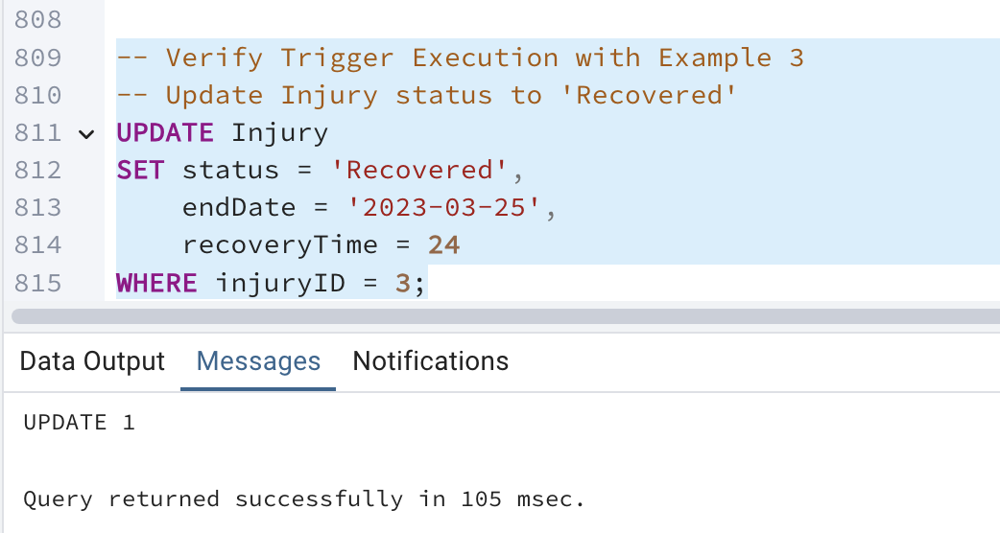 808
809 -- Verify Trigger Execution with Example 3
810 -- Update Injury status to 'Recovered'
811 UPDATE Injury
812 SET status = 'Recovered',
813 endDate = '2023-03-25',
814 recoveryTime = 24
815 WHERE injuryID = 3;
Data Output Messages Notifications
UPDATE 1
Query returned successfully in 105 msec.